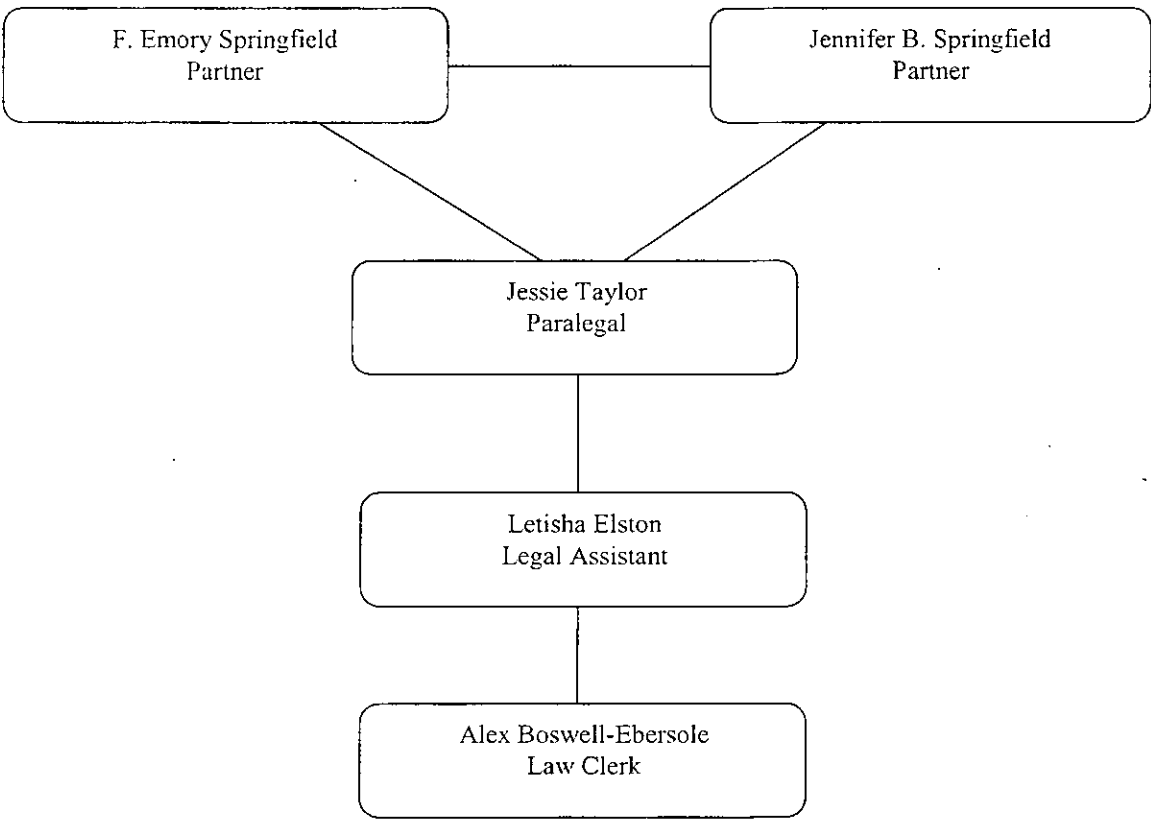 F. Emory Springfield
Partner
Jennifer B. Springfield
Partner
Jessie Taylor
Paralegal
Letisha Elston
Legal Assistant
Alex Boswell-Ebersole
Law Clerk